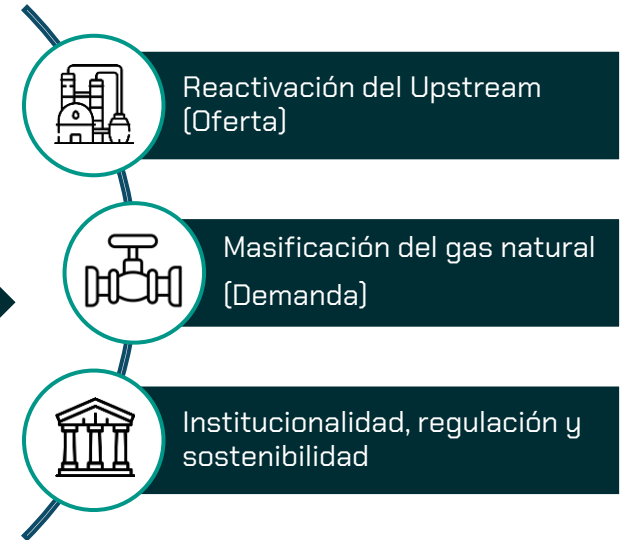 Reactivación del Upstream
(Oferta)
Masificación del gas natural
(Demanda)
Institucionalidad, regulación y
sostenibilidad